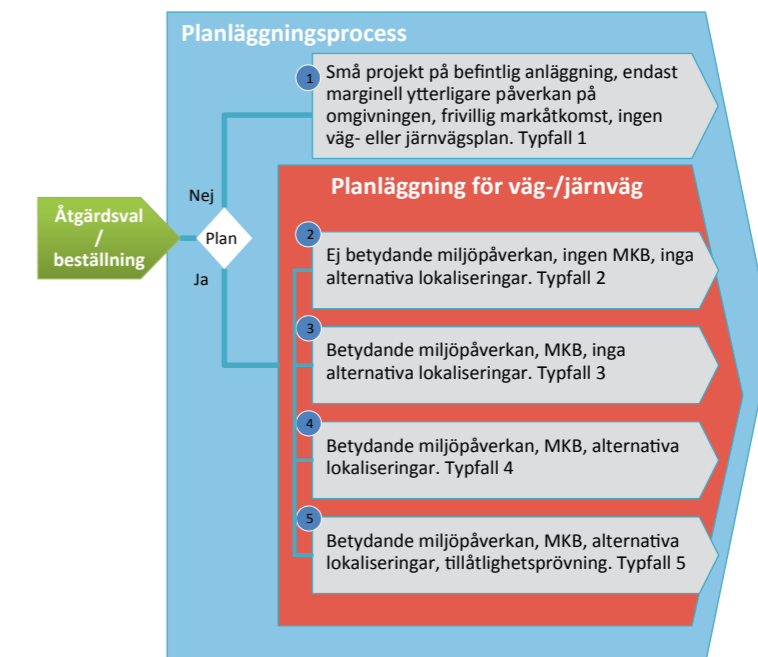 Planläggningsprocess
1
Små projekt på befintlig anläggning, endast
marginell ytterligare påverkan på
omgivningen, frivillig markåtkomst, ingen
väg- eller järnvägsplan. Typfall 1
Åtgärdsval
/
beställning
Nej
Plan
Ja
Planläggning för väg-/järnväg
2
Ej betydande miljöpåverkan, ingen MKB, inga
alternativa lokaliseringar. Typfall 2
3
Betydande miljöpåverkan, MKB, inga
alternativa lokaliseringar. Typfall 3
4
Betydande miljöpåverkan, MKB, alternativa
lokaliseringar. Typfall 4
5
Betydande miljöpåverkan, MKB, alternativa
lokaliseringar, tillåtlighetsprövning. Typfall 5